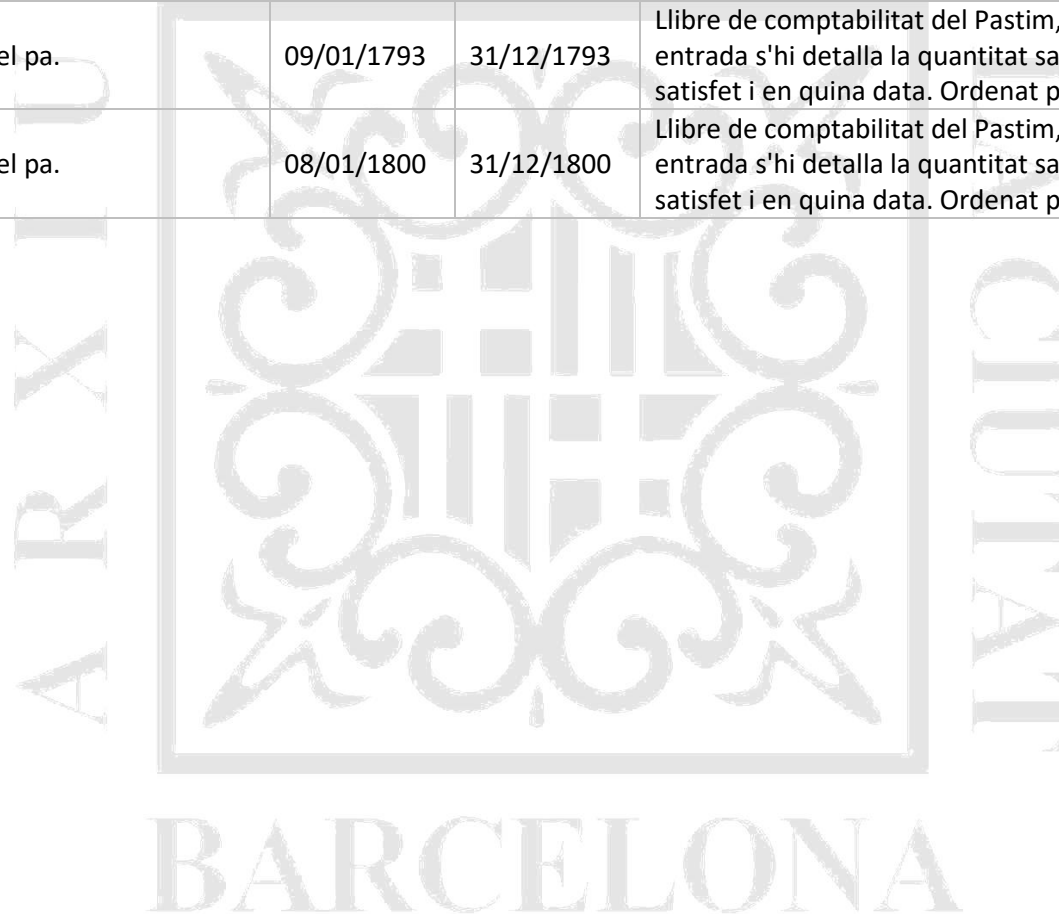 el pa.
09/01/1793
31/12/1793
Llibre de comptabilitat del Pastim,
entrada s'hi detalla la quantitat sa
satisfet i en quina data. Ordenat p
el pa.
08/01/1800
31/12/1800
Llibre de comptabilitat del Pastim,
entrada s'hi detalla la quantitat sa
satisfet i en quina data. Ordenat p
ARXIU
CIUTAT
BARCELONA